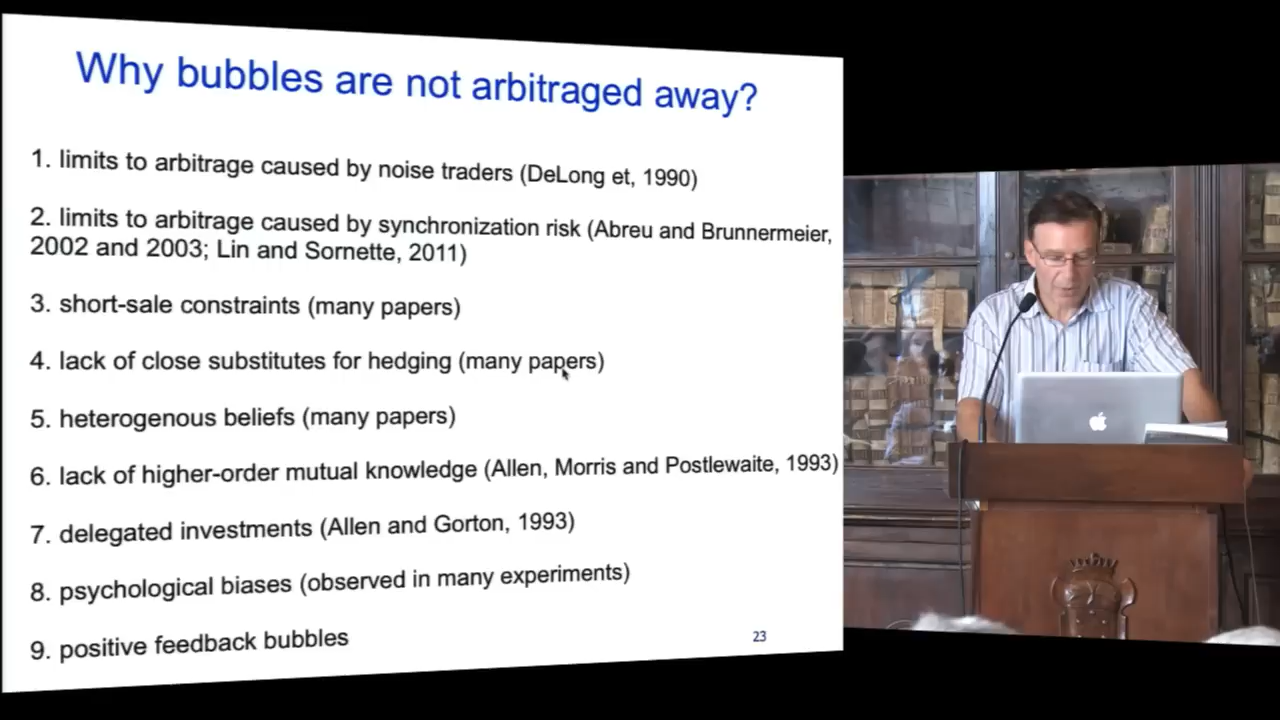 Why bubbles are not arbitraged away?
1. limits to arbitrage caused by noise traders (DeLong et, 1990)
2. limits to arbitrage caused by synchronization risk (Abreu and Brunnermeier,
2002 and 2003; Lin and Sornette, 2011)
3. short-sale constraints (many papers)
4. lack of close substitutes for hedging (many papers)
5. heterogenous beliefs (many papers)
6. lack of higher-order mutual knowledge (Allen, Morris and Postlewaite, 1993)
7. delegated investments (Allen and Gorton, 1993)
8. psychological biases (observed in many experiments)
9. positive feedback bubbles
23